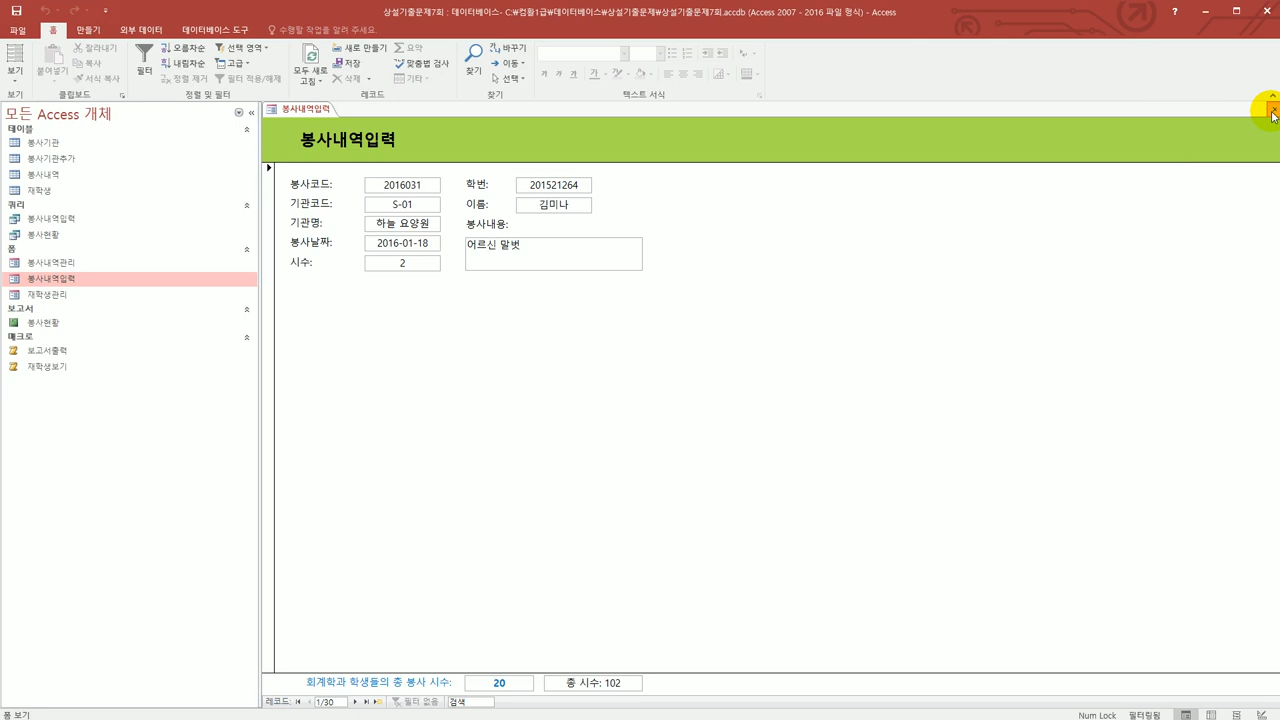 상설기출문제7회 : 데이터베이스- C:₩컴활1급₩데이터베이스₩상설기출문제₩상설기출문제7회.accdb (Access 2007 - 2016 파일 형식) - Access
파일 홈 만들기 외부 데이터 데이터베이스 도구 수행할 작업을 알려 주세요.
보기 붙여넣기 잘라내기 복사 서식 복사 필터 오름차순 내림차순 정렬 제거 선택 영역 고급 필터 적용/해제 모두 새로 고침 새로 만들기 저장 삭제 요약 맞춤법 검사 기타 찾기 바꾸기 이동 선택 가 가 가 가
보기 클립보드 정렬 및 필터 레코드 찾기 텍스트 서식
모든 Access 개체
테이블
봉사기관
봉사기관추가
봉사내역
재학생
쿼리
봉사내역입력
봉사현황
폼
봉사내역관리
봉사내역입력
재학생관리
보고서
봉사현황
매크로
보고서출력
재학생보기
봉사내역입력
봉사내역입력
봉사코드: 2016031 학번: 201521264
기관코드: S-01 이름: 김미나
기관명: 하늘 요양원 봉사내용:
봉사날짜: 2016-01-18 어르신 말벗
시수: 2
회계학과 학생들의 총 봉사 시수: 20 총 시수: 102
레코드: 1/30 필터 없음 검색
폼 보기 Num Lock 필터링됨